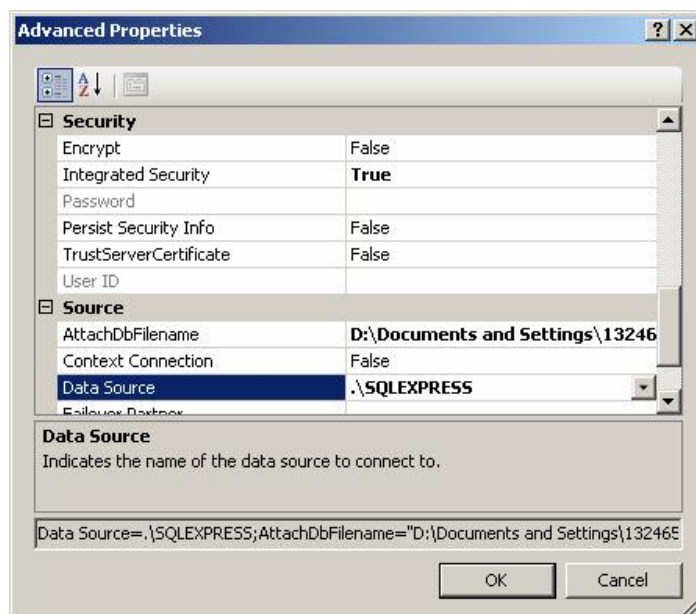 Advanced Properties
Security
Encrypt False
Integrated Security True
Password
Persist Security Info False
TrustServerCertificate False
User ID
Source
AttachDbFilename D:\Documents and Settings\13246
Context Connection False
Data Source .\SQLEXPRESS
Failover Partner
Data Source
Indicates the name of the data source to connect to.
Data Source=.\SQLEXPRESS;AttachDbFilename="D:\Documents and Settings\132465
OK Cancel